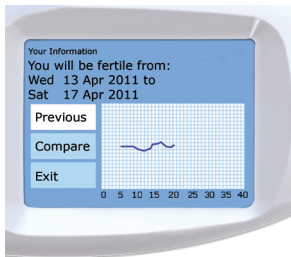 Your Information
You will be fertile from:
Wed 13 Apr 2011 to
Sat 17 Apr 2011
Previous
Compare
Exit
0 5 10 15 20 25 30 35 40